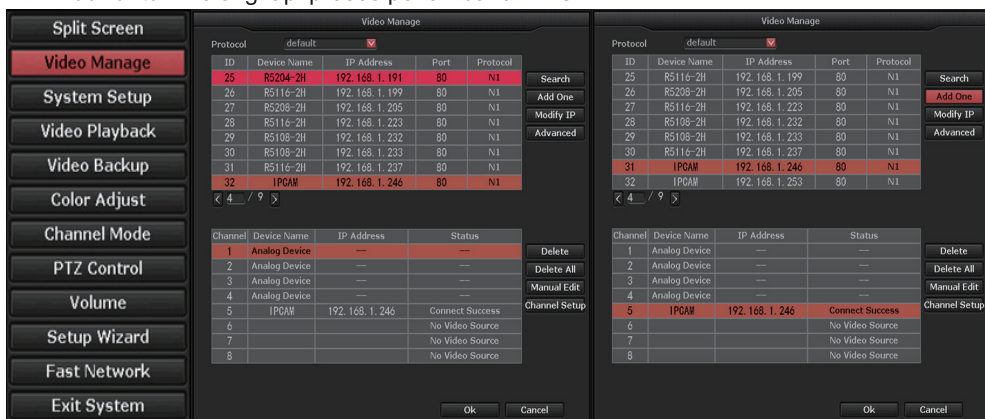 Split Screen
Video Manage
System Setup
Video Playback
Video Backup
Color Adjust
Channel Mode
PTZ Control
Volume
Setup Wizard
Fast Network
Exit System
Video Manage
Protocol default
ID Device Name IP Address Port Protocol
25 R5204-2H 192.168.1.191 80 N1
26 R5116-2H 192.168.1.199 80 N1
27 R5208-2H 192.168.1.205 80 N1
28 R5116-2H 192.168.1.223 80 N1
29 R5108-2H 192.168.1.232 80 N1
30 R5108-2H 192.168.1.233 80 N1
31 R5116-2H 192.168.1.237 80 N1
32 IPCAM 192.168.1.246 80 N1
< 4 / 9 >
Search
Add One
Modify IP
Advanced
Channel Device Name IP Address Status
1 Analog Device — —
2 Analog Device — —
3 Analog Device — —
4 Analog Device — —
5 IPCAM 192.168.1.246 Connect Success
6 No Video Source
7 No Video Source
8 No Video Source
Delete
Delete All
Manual Edit
Channel Setup
Ok Cancel
Video Manage
Protocol default
ID Device Name IP Address Port Protocol
25 R5116-2H 192.168.1.199 80 N1
26 R5208-2H 192.168.1.205 80 N1
27 R5116-2H 192.168.1.223 80 N1
28 R5108-2H 192.168.1.232 80 N1
29 R5108-2H 192.168.1.233 80 N1
30 R5116-2H 192.168.1.237 80 N1
31 IPCAM 192.168.1.246 80 N1
32 IPCAM 192.168.1.253 80 N1
< 4 / 9 >
Search
Add One
Modify IP
Advanced
Channel Device Name IP Address Status
1 Analog Device — —
2 Analog Device — —
3 Analog Device — —
4 Analog Device — —
5 IPCAM 192.168.1.246 Connect Success
6 No Video Source
7 No Video Source
8 No Video Source
Delete
Delete All
Manual Edit
Channel Setup
Ok Cancel